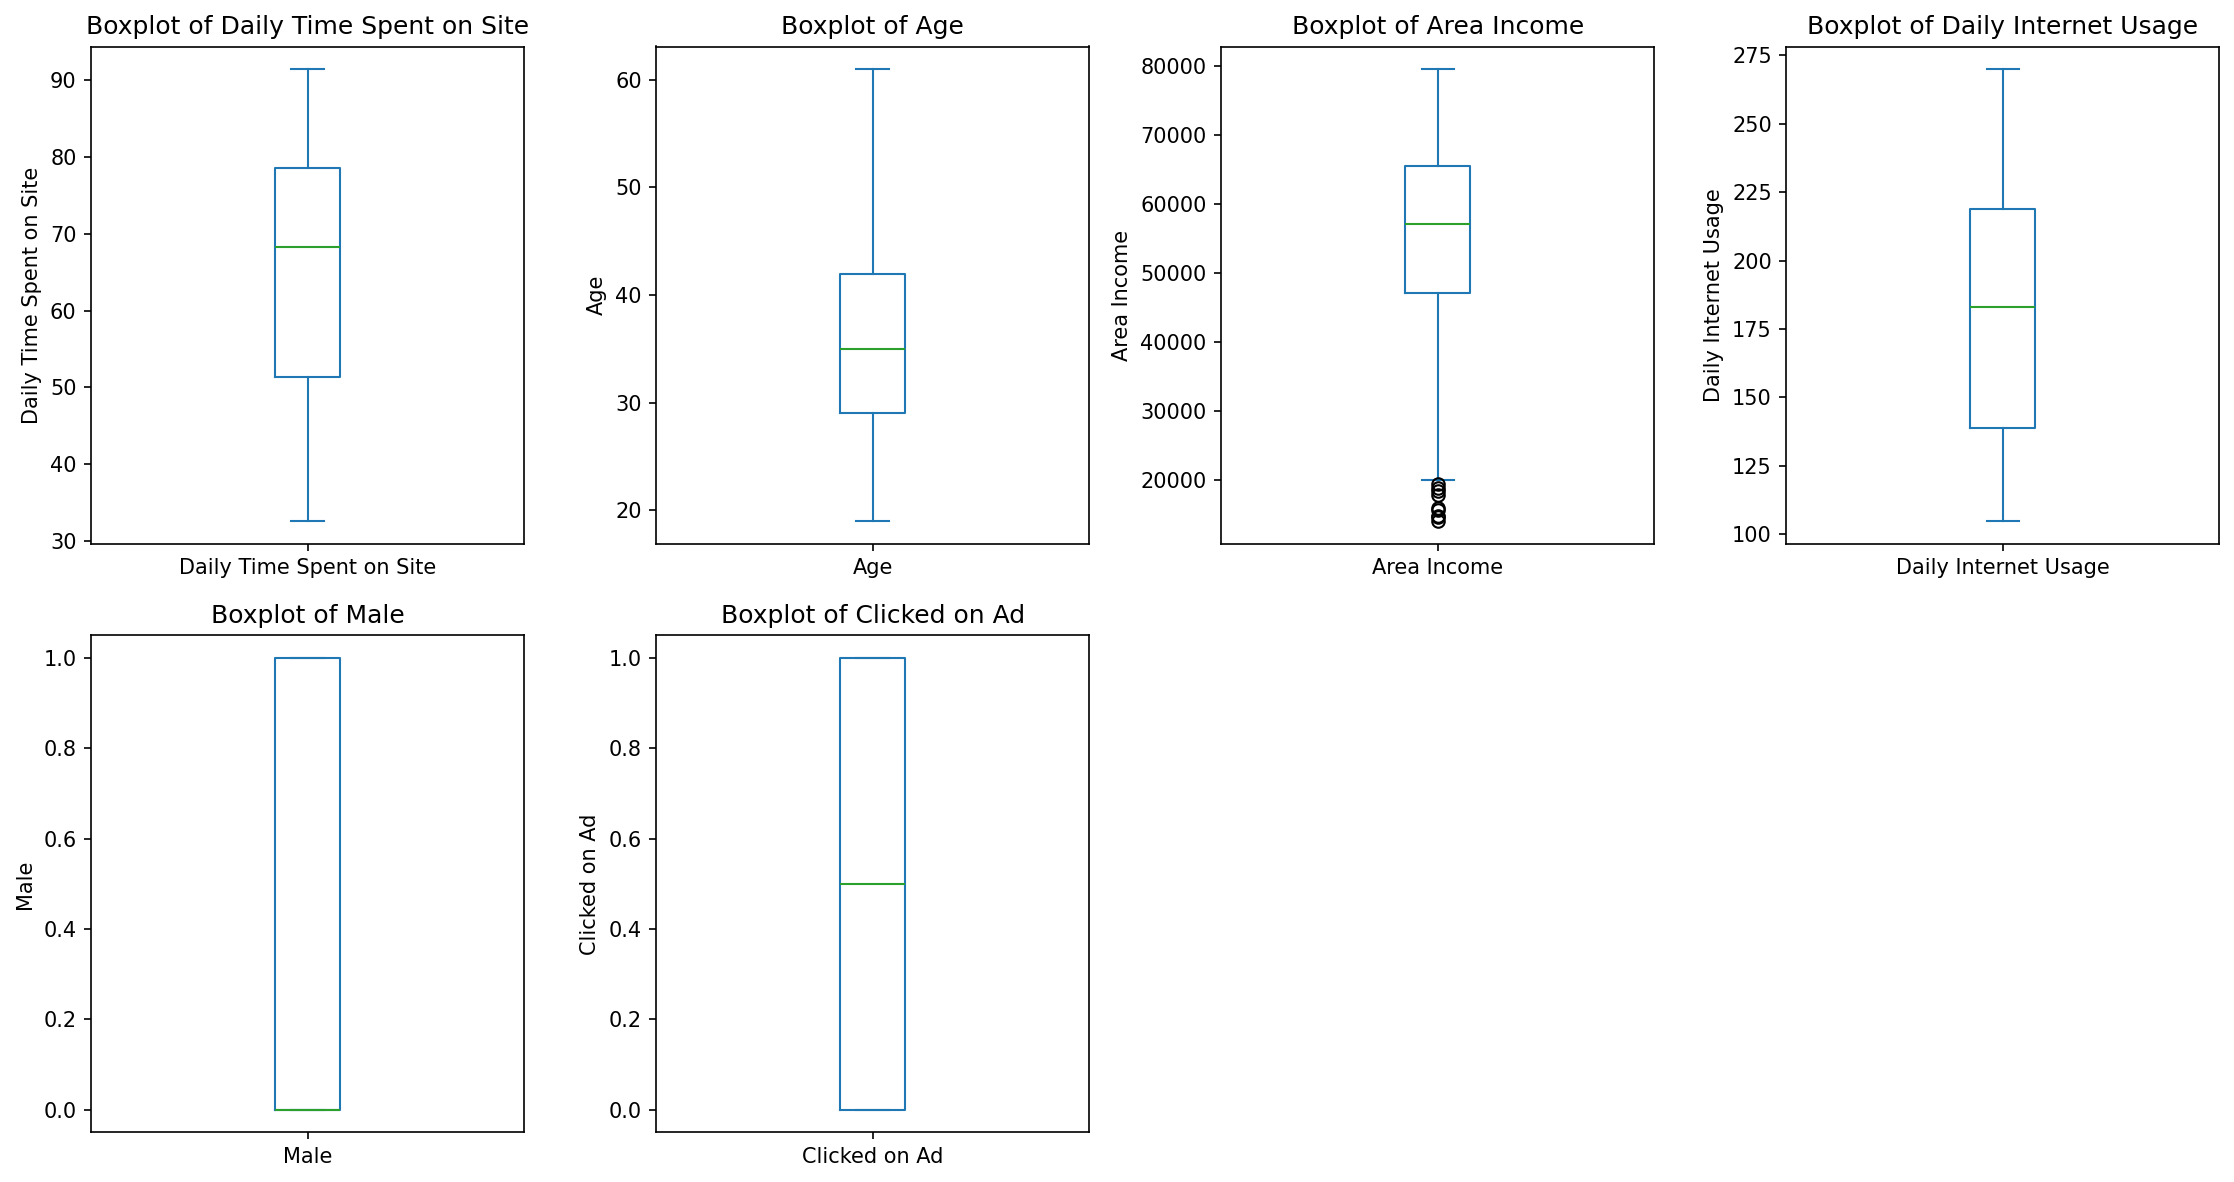 Boxplot of Daily Time Spent on Site
90
80
70
60
50
40
30
Daily Time Spent on Site
Daily Time Spent on Site
Boxplot of Age
60
50
40
30
20
Age
Age
Boxplot of Area Income
80000
70000
60000
50000
40000
30000
20000
Area Income
Area Income
Boxplot of Daily Internet Usage
275
250
225
200
175
150
125
100
Daily Internet Usage
Daily Internet Usage
Boxplot of Male
1.0
0.8
0.6
0.4
0.2
0.0
Male
Male
Boxplot of Clicked on Ad
1.0
0.8
0.6
0.4
0.2
0.0
Clicked on Ad
Clicked on Ad